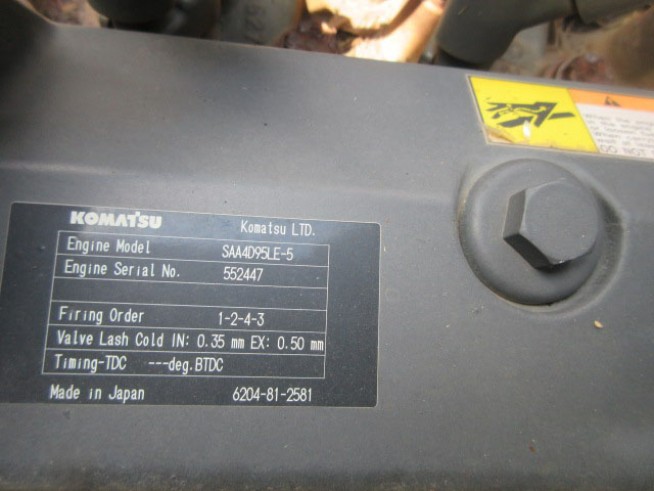 KOMATSU Komatsu LTD.
Engine Model SAA4D95LE-5
Engine Serial No. 552447
Firing Order 1-2-4-3
Valve Lash Cold IN: 0.35 mm EX: 0.50 mm
Timing-TDC ---deg.BTDC
Made in Japan 6204-81-2581
DO NOT